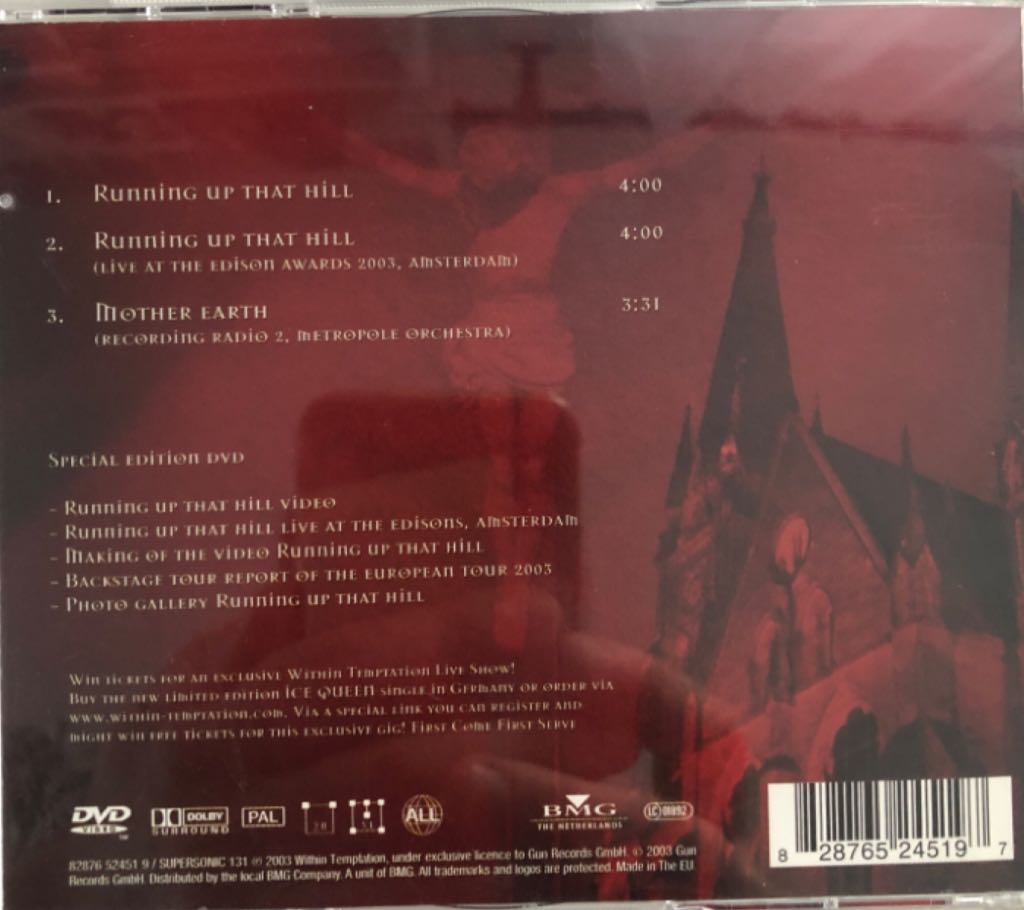 1. Running up that hill 4:00
2. Running up that hill 4:00
(Live at the Edison Awards 2003, Amsterdam)
3. Mother earth 3:31
(Recording Radio 2, Metropole Orchestra)
Special edition DVD
- Running up that hill video
- Running up that hill live at the Edisons, Amsterdam
- Making of the video Running up that hill
- Backstage tour report of the European tour 2003
- Photo gallery Running up that hill
Win tickets for an exclusive Within Temptation Live Show!
Buy the new limited edition ICE QUEEN single in Germany or order via
www.within-temptation.com. Via a special link you can register and
might win free tickets for this exclusive gig! First Come First Serve
DVD VIDEO TM DOLBY SURROUND PAL 2.0 5.1 ALL BMG THE NETHERLANDS LC 01892
82876 52451 9 / SUPERSONIC 131 ℗ 2003 Within Temptation, under exclusive licence to Gun Records GmbH. © 2003 Gun
Records GmbH. Distributed by the local BMG Company. A unit of BMG. All trademarks and logos are protected. Made in The EU.
8 28765 24519 7